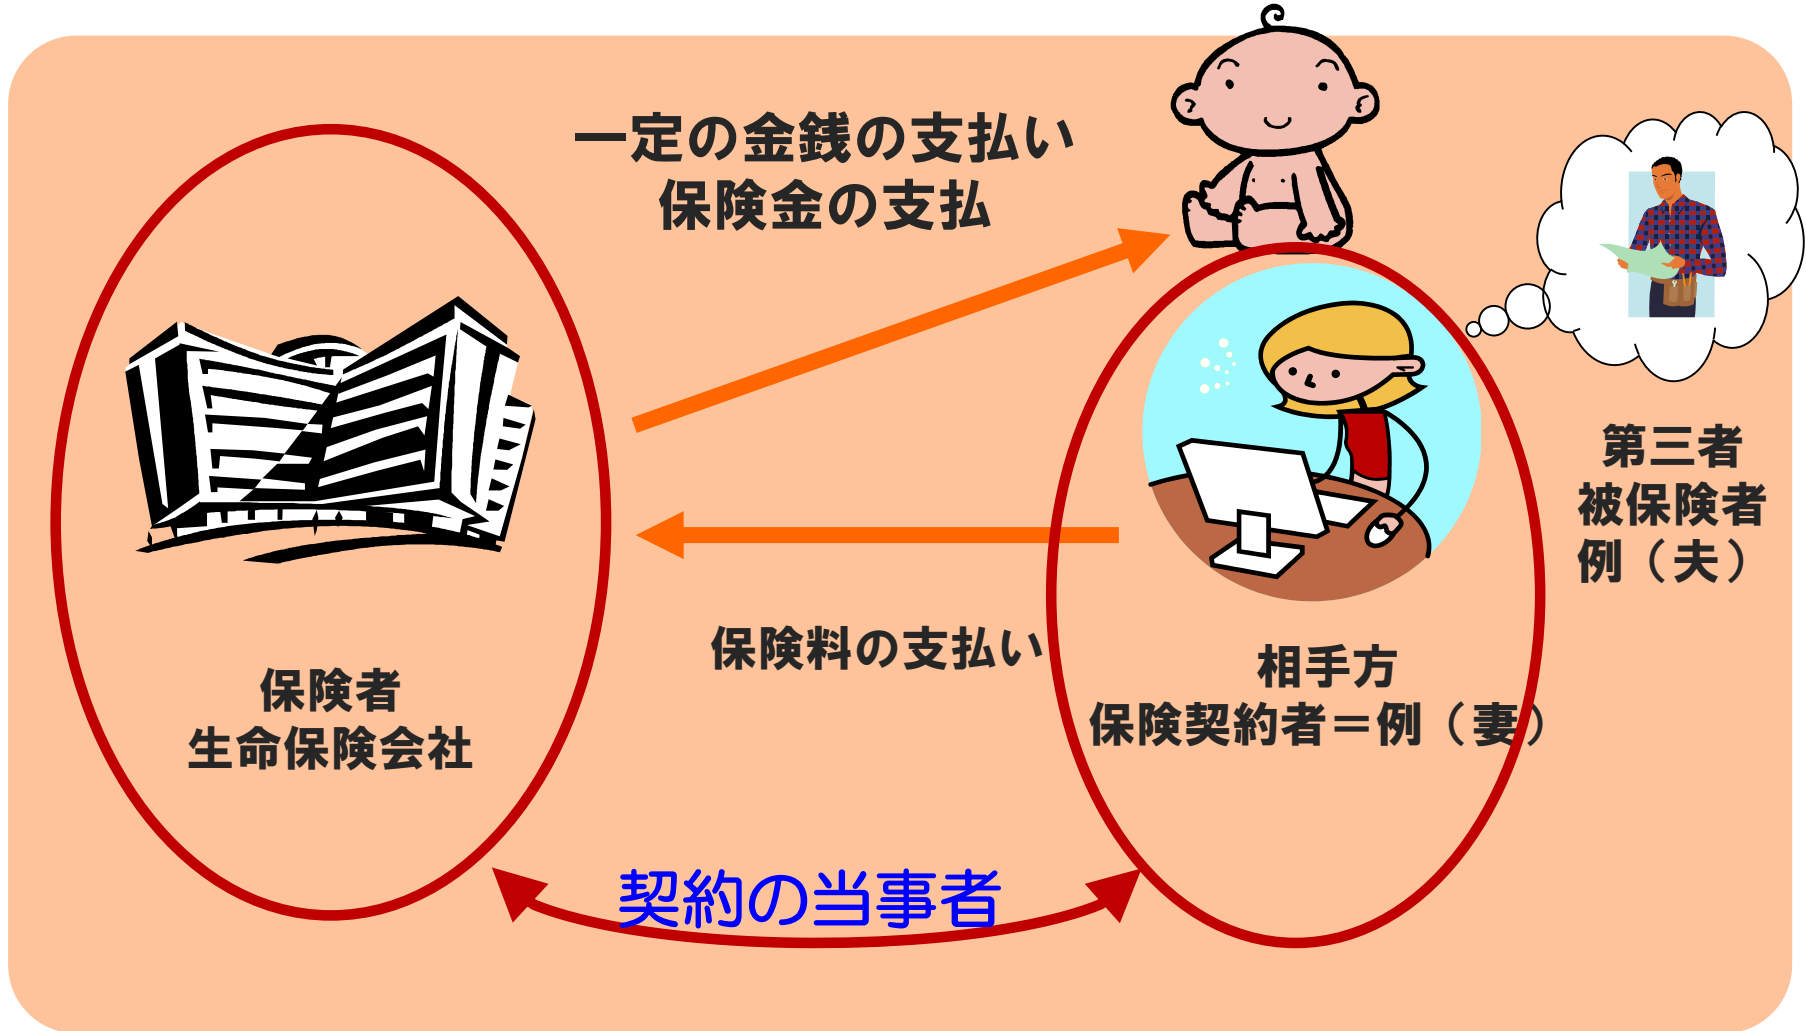 一定の金銭の支払い
保険金の支払
第三者
被保険者
例（夫）
保険料の支払い
相手方
保険契約者＝例（妻）
保険者
生命保険会社
契約の当事者